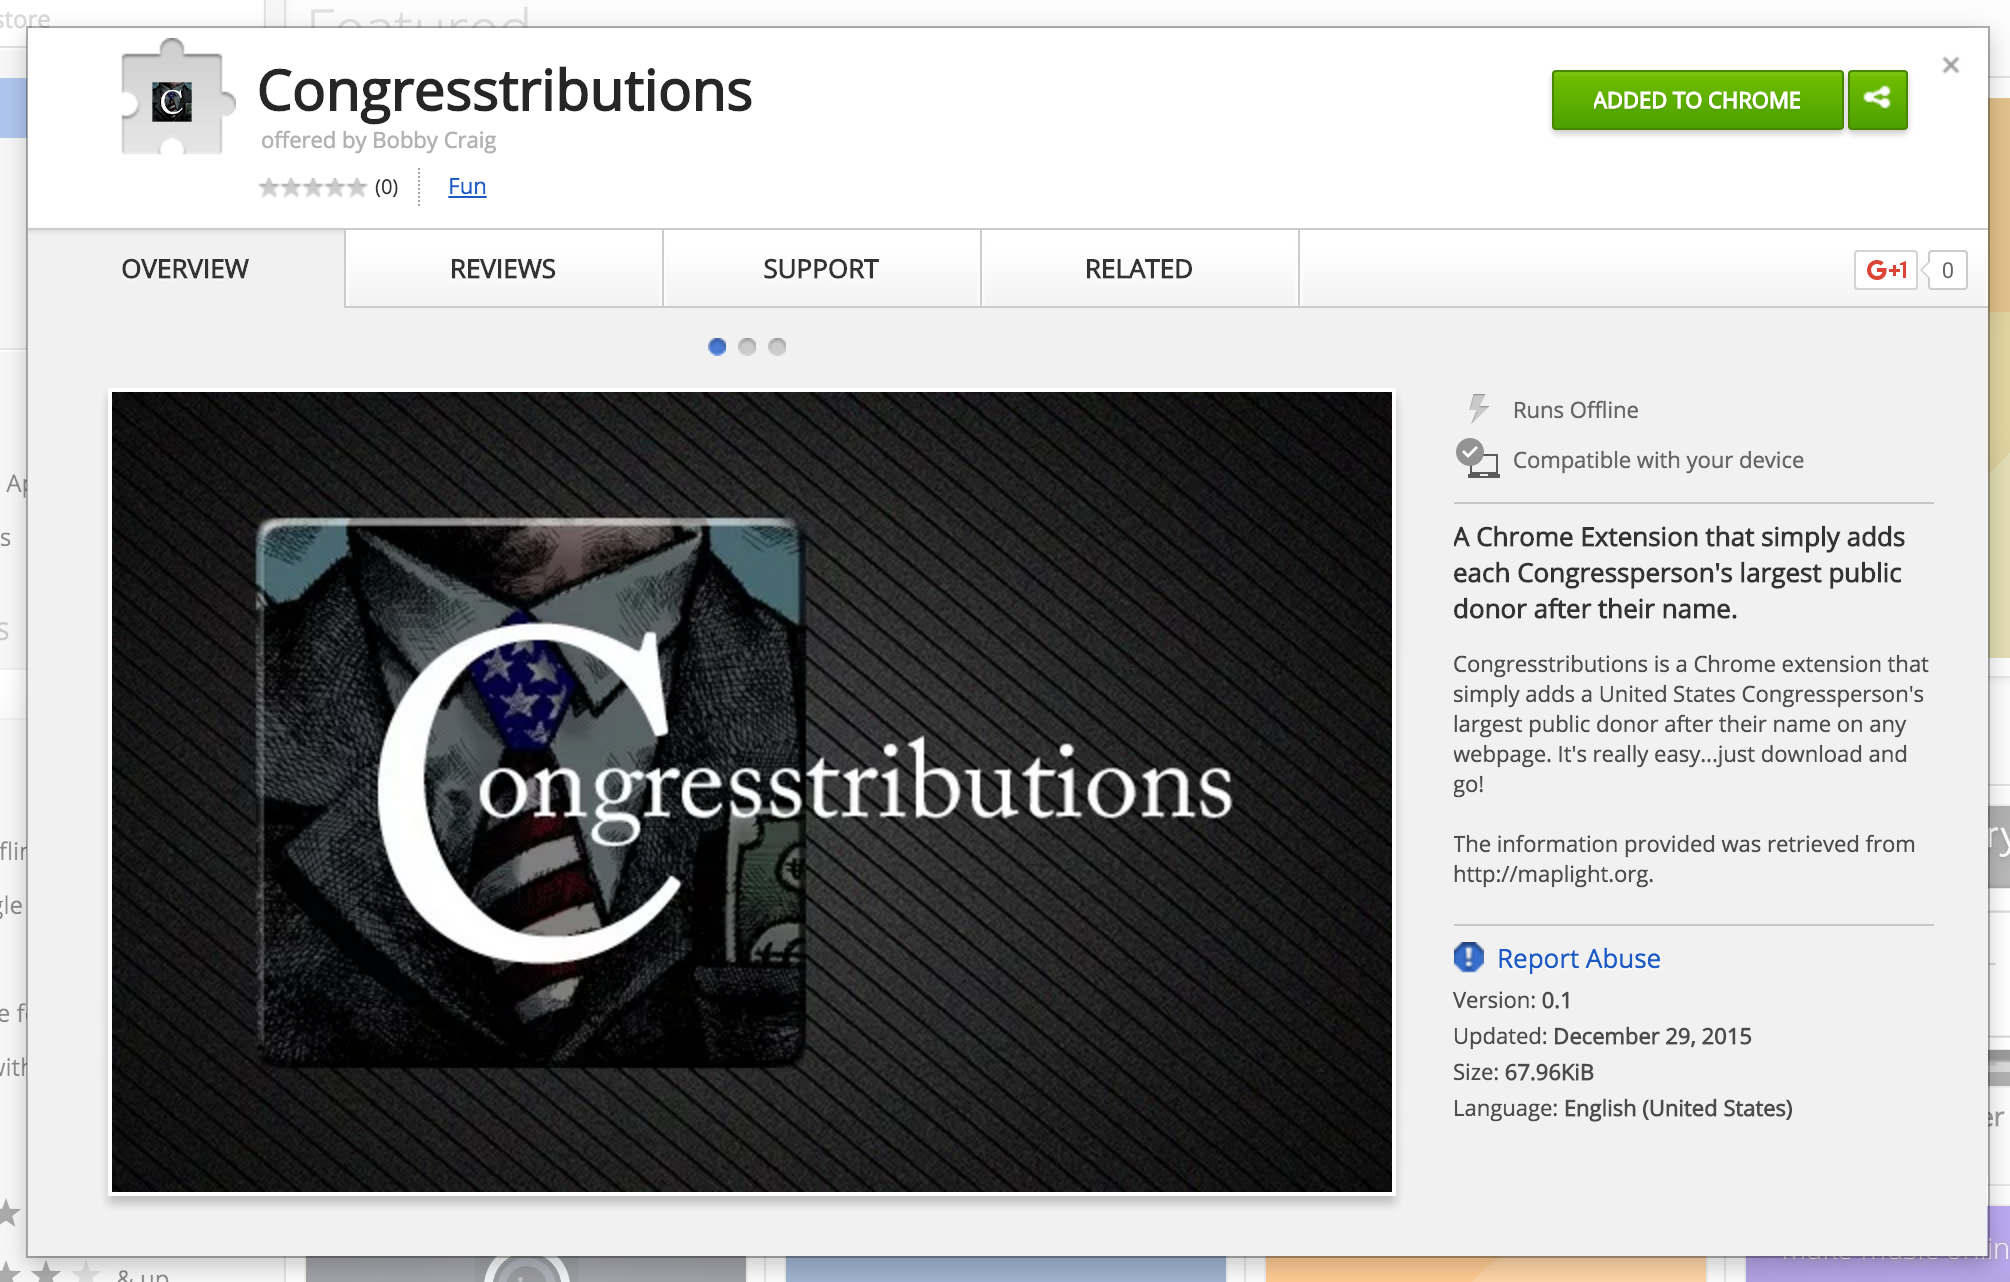 store
Featured
C
Congresstributions
offered by Bobby Craig
(0)
Fun
ADDED TO CHROME
OVERVIEW
REVIEWS
SUPPORT
RELATED
G+1
0
Congresstributions
Runs Offline
Compatible with your device
A Chrome Extension that simply adds
each Congressperson's largest public
donor after their name.
Congresstributions is a Chrome extension that
simply adds a United States Congressperson's
largest public donor after their name on any
webpage. It's really easy...just download and
go!
The information provided was retrieved from
http://maplight.org.
Report Abuse
Version: 0.1
Updated: December 29, 2015
Size: 67.96KiB
Language: English (United States)
& up